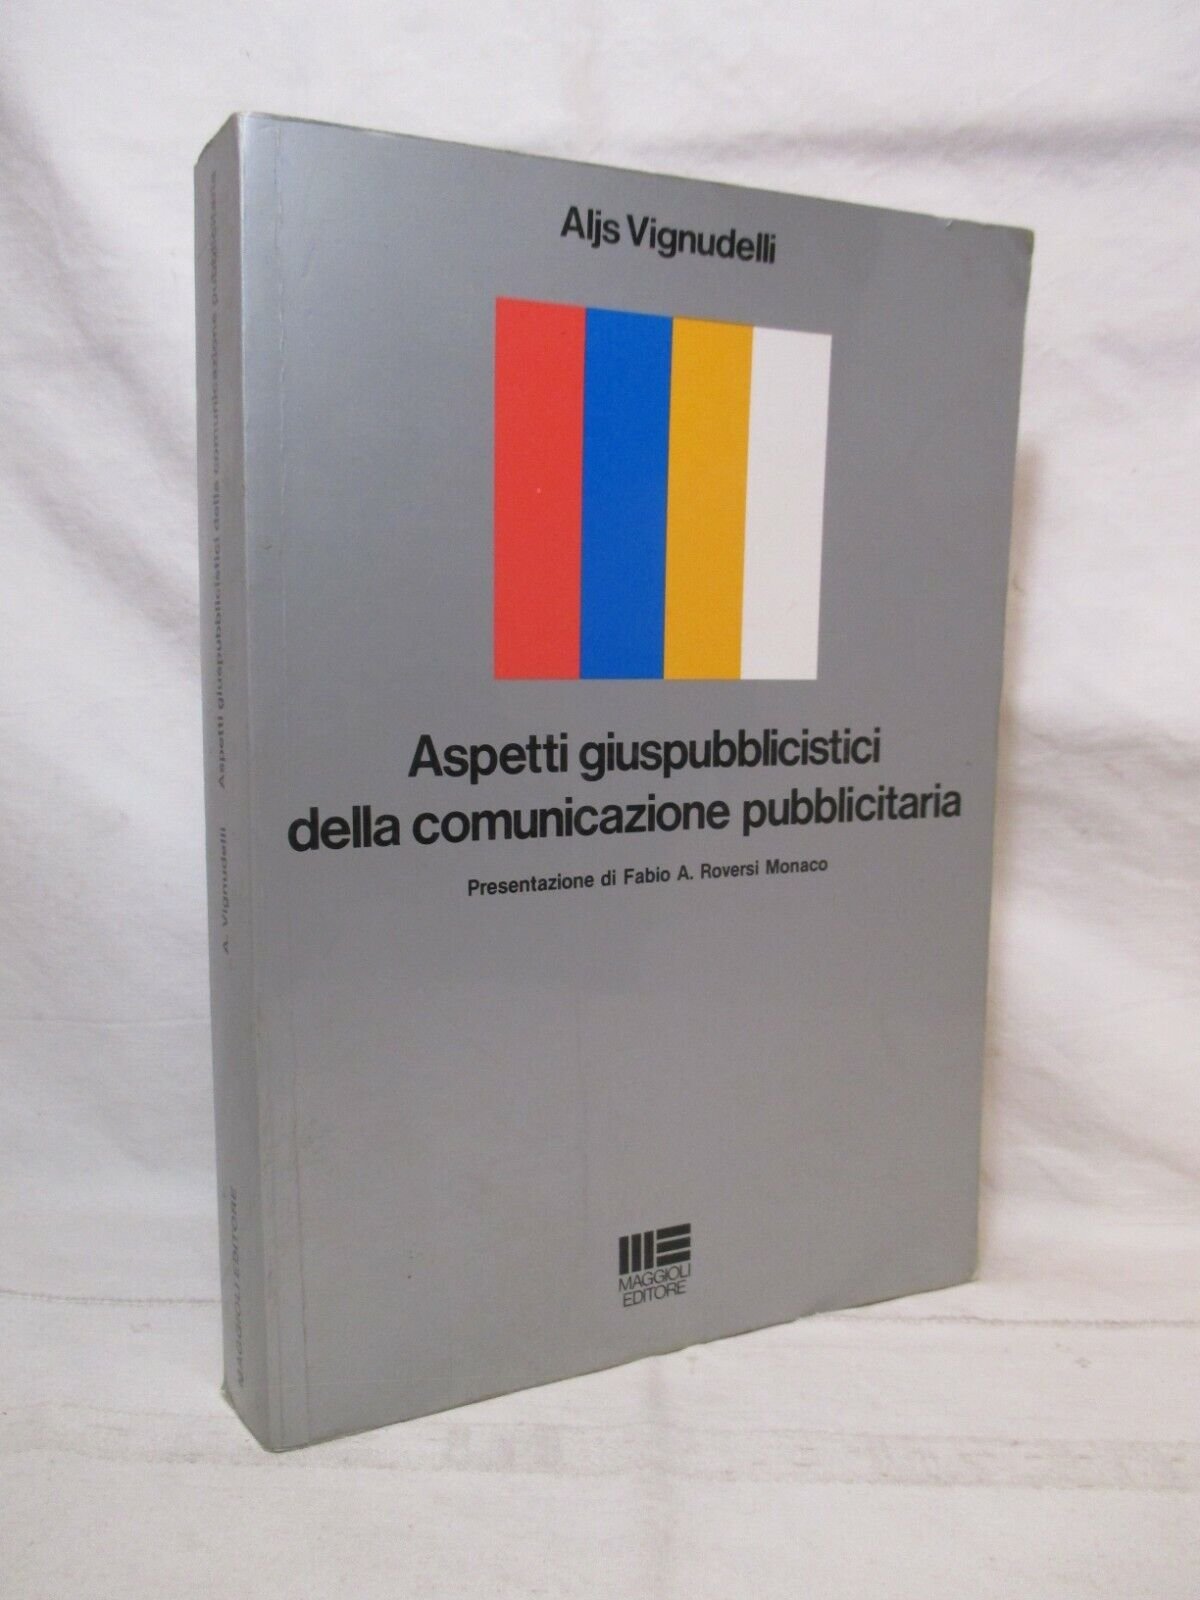 Aljs Vignudelli
Aspetti giuspubblicistici
della comunicazione pubblicitaria
Presentazione di Fabio A. Roversi Monaco
MAGGIOLI
EDITORE
A. Vignudelli Aspetti giuspubblicistici della comunicazione pubblicitaria
MAGGIOLI EDITORE